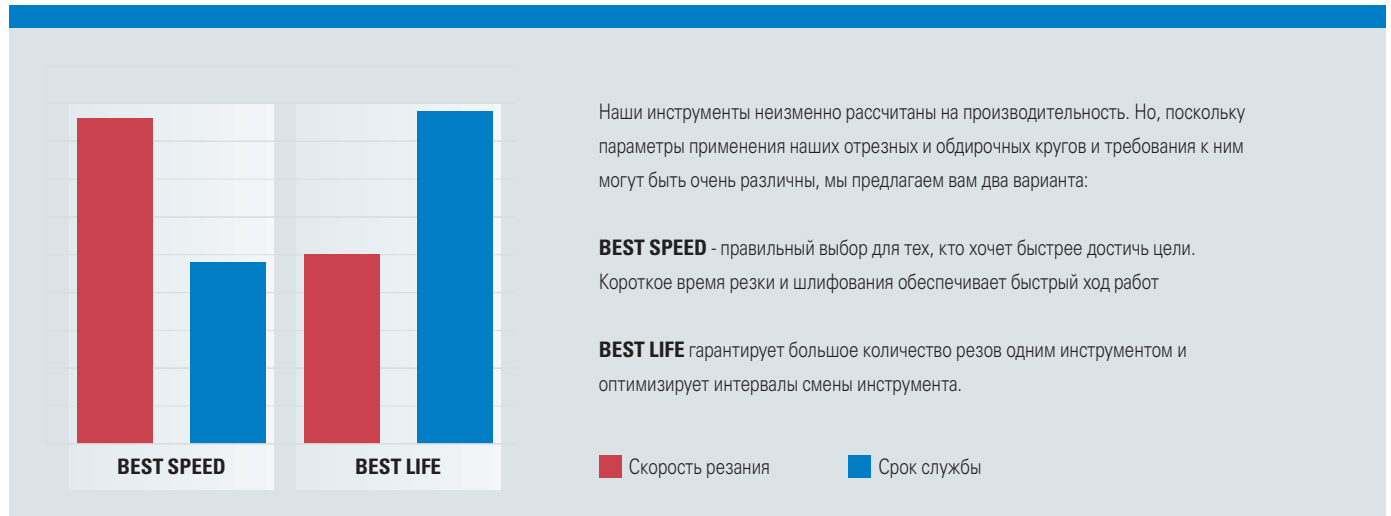 Наши инструменты неизменно рассчитаны на производительность. Но, поскольку
параметры применения наших отрезных и обдирочных кругов и требования к ним
могут быть очень различны, мы предлагаем вам два варианта:
BEST SPEED - правильный выбор для тех, кто хочет быстрее достичь цели.
Короткое время резки и шлифования обеспечивает быстрый ход работ
BEST LIFE гарантирует большое количество резов одним инструментом и
оптимизирует интервалы смены инструмента.
BEST SPEED
BEST LIFE
Скорость резания
Срок службы